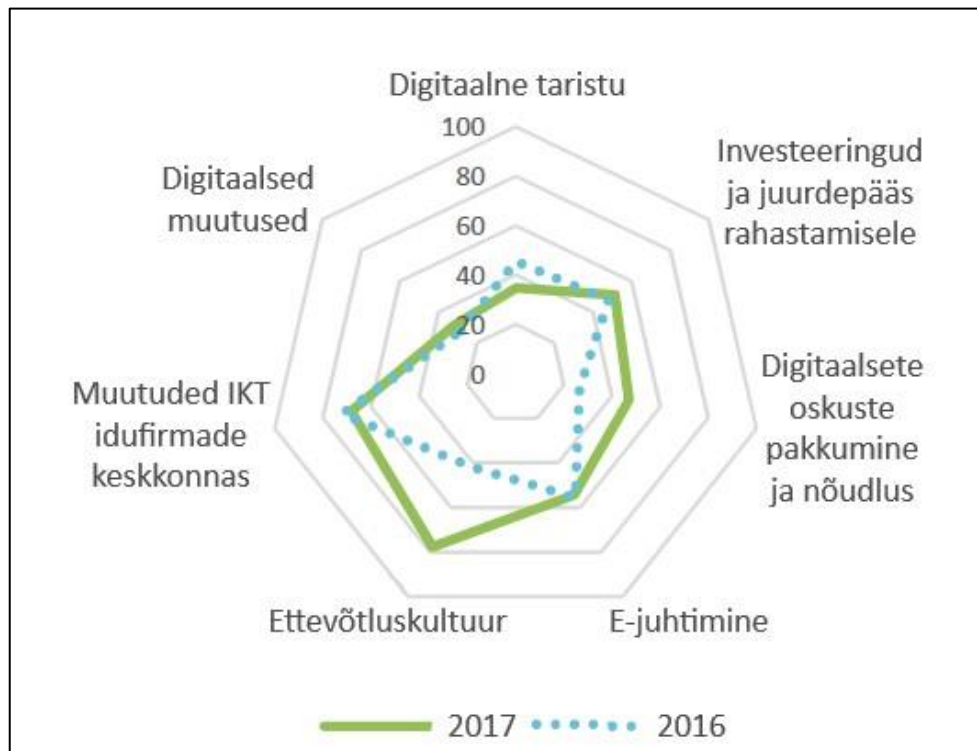 Digitaalne taristu
100
80
60
40
20
0
Investeeringud
ja juurdepääs
rahastamisele
Digitaalsete
oskuste
pakkumine
ja nõudlus
E-juhtimine
Ettevõtluskultuur
Muutuded IKT
idufirmade
keskkonnas
Digitaalsed
muutused
2017
2016